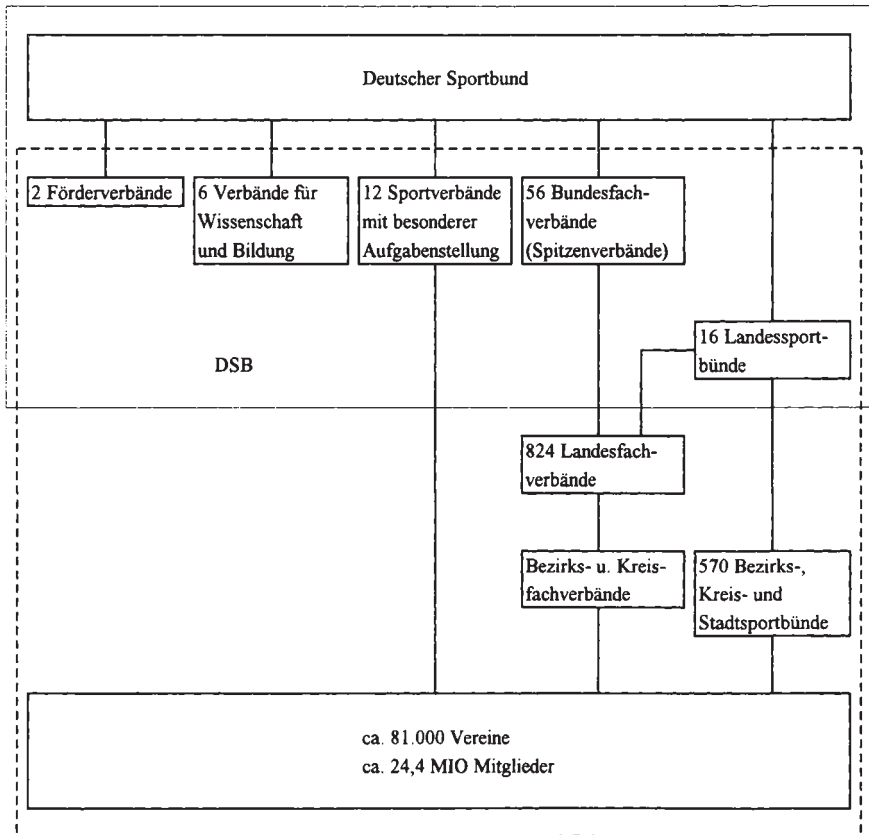 Deutscher Sportbund
2 Förderverbände
6 Verbände für
Wissenschaft
und Bildung
12 Sportverbände
mit besonderer
Aufgabenstellung
56 Bundesfach-
verbände
(Spitzenverbände)
16 Landessport-
bünde
DSB
824 Landesfach-
verbände
Bezirks- u. Kreis-
fachverbände
570 Bezirks-,
Kreis- und
Stadtsportbünde
ca. 81.000 Vereine
ca. 24,4 MIO Mitglieder